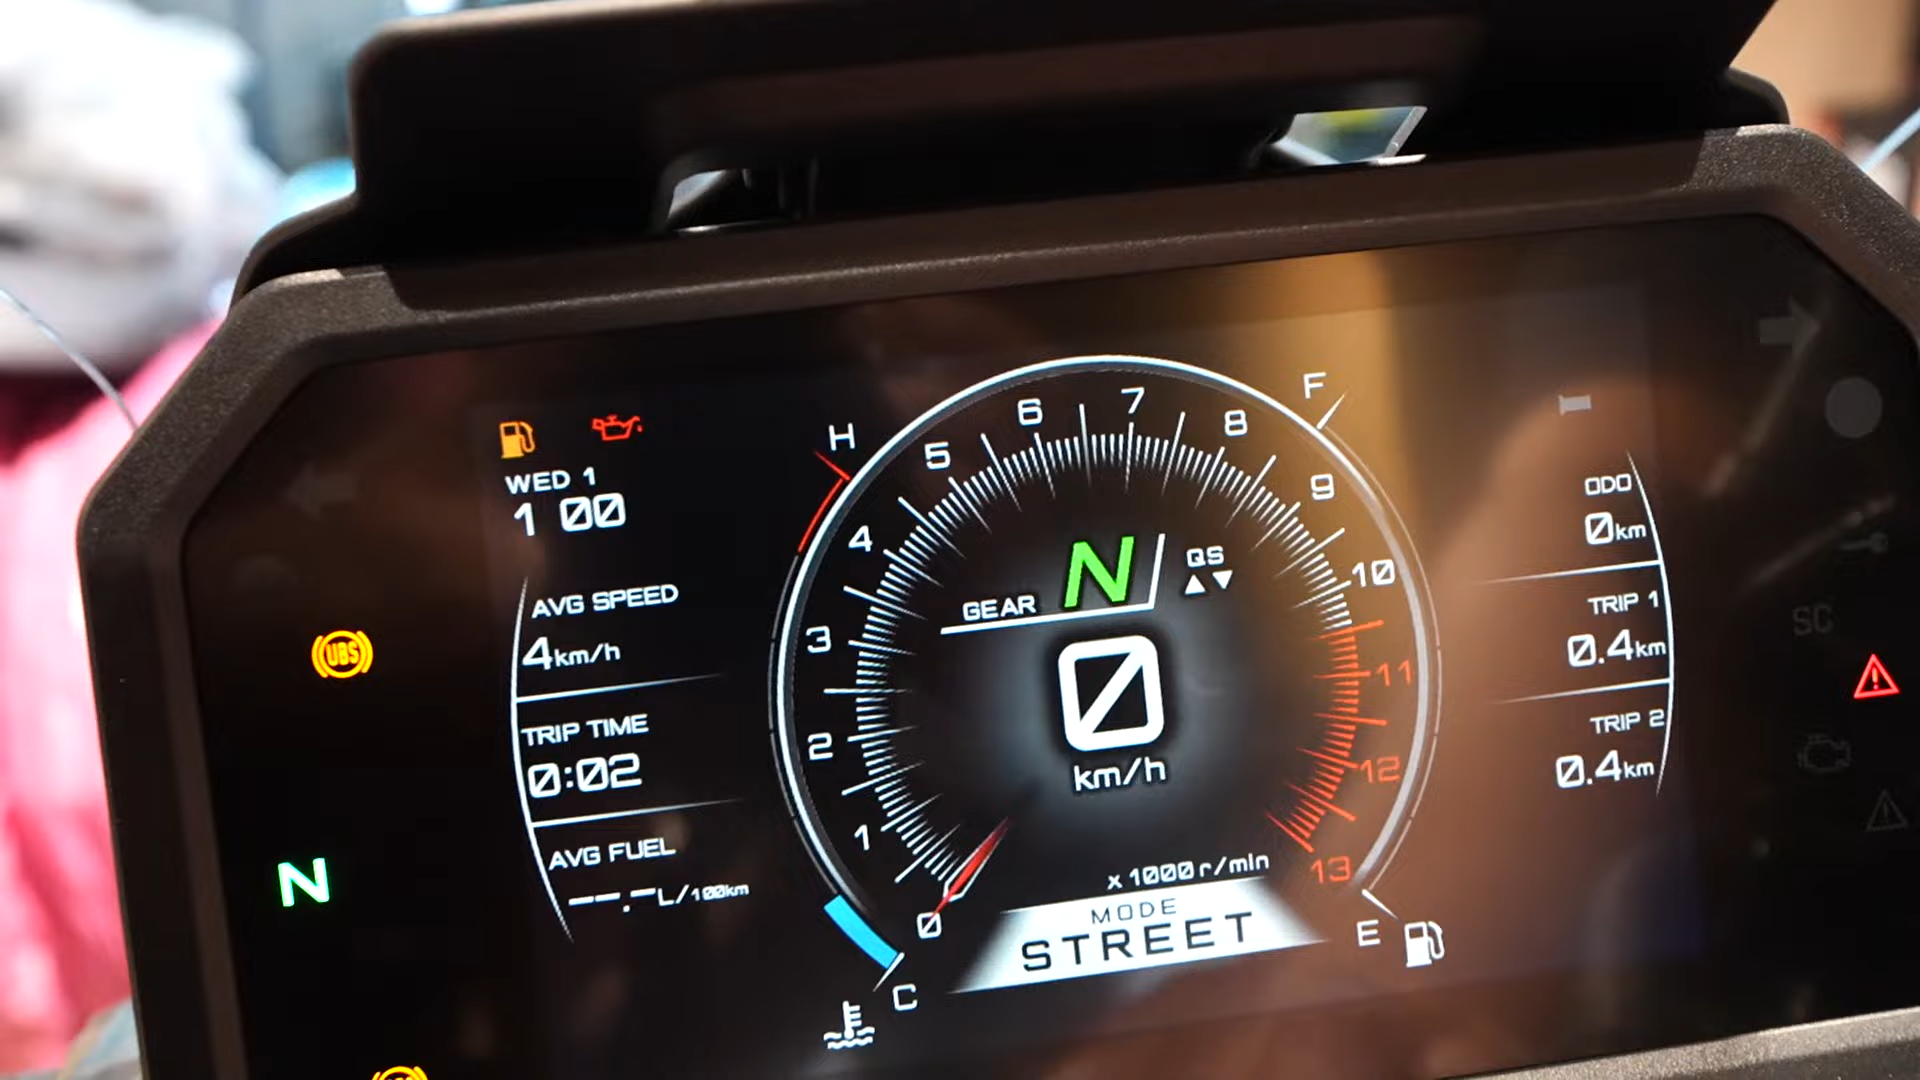 WED 1
1 00
AVG SPEED
4km/h
TRIP TIME
0:02
AVG FUEL
--.-L/100km
UBS
N
H
C
0
1
2
3
4
5
6
7
8
9
10
11
12
13
F
E
GEAR N
QS
0
km/h
x 1000 r/min
MODE
STREET
ODO
0km
TRIP 1
0.4km
TRIP 2
0.4km
SC